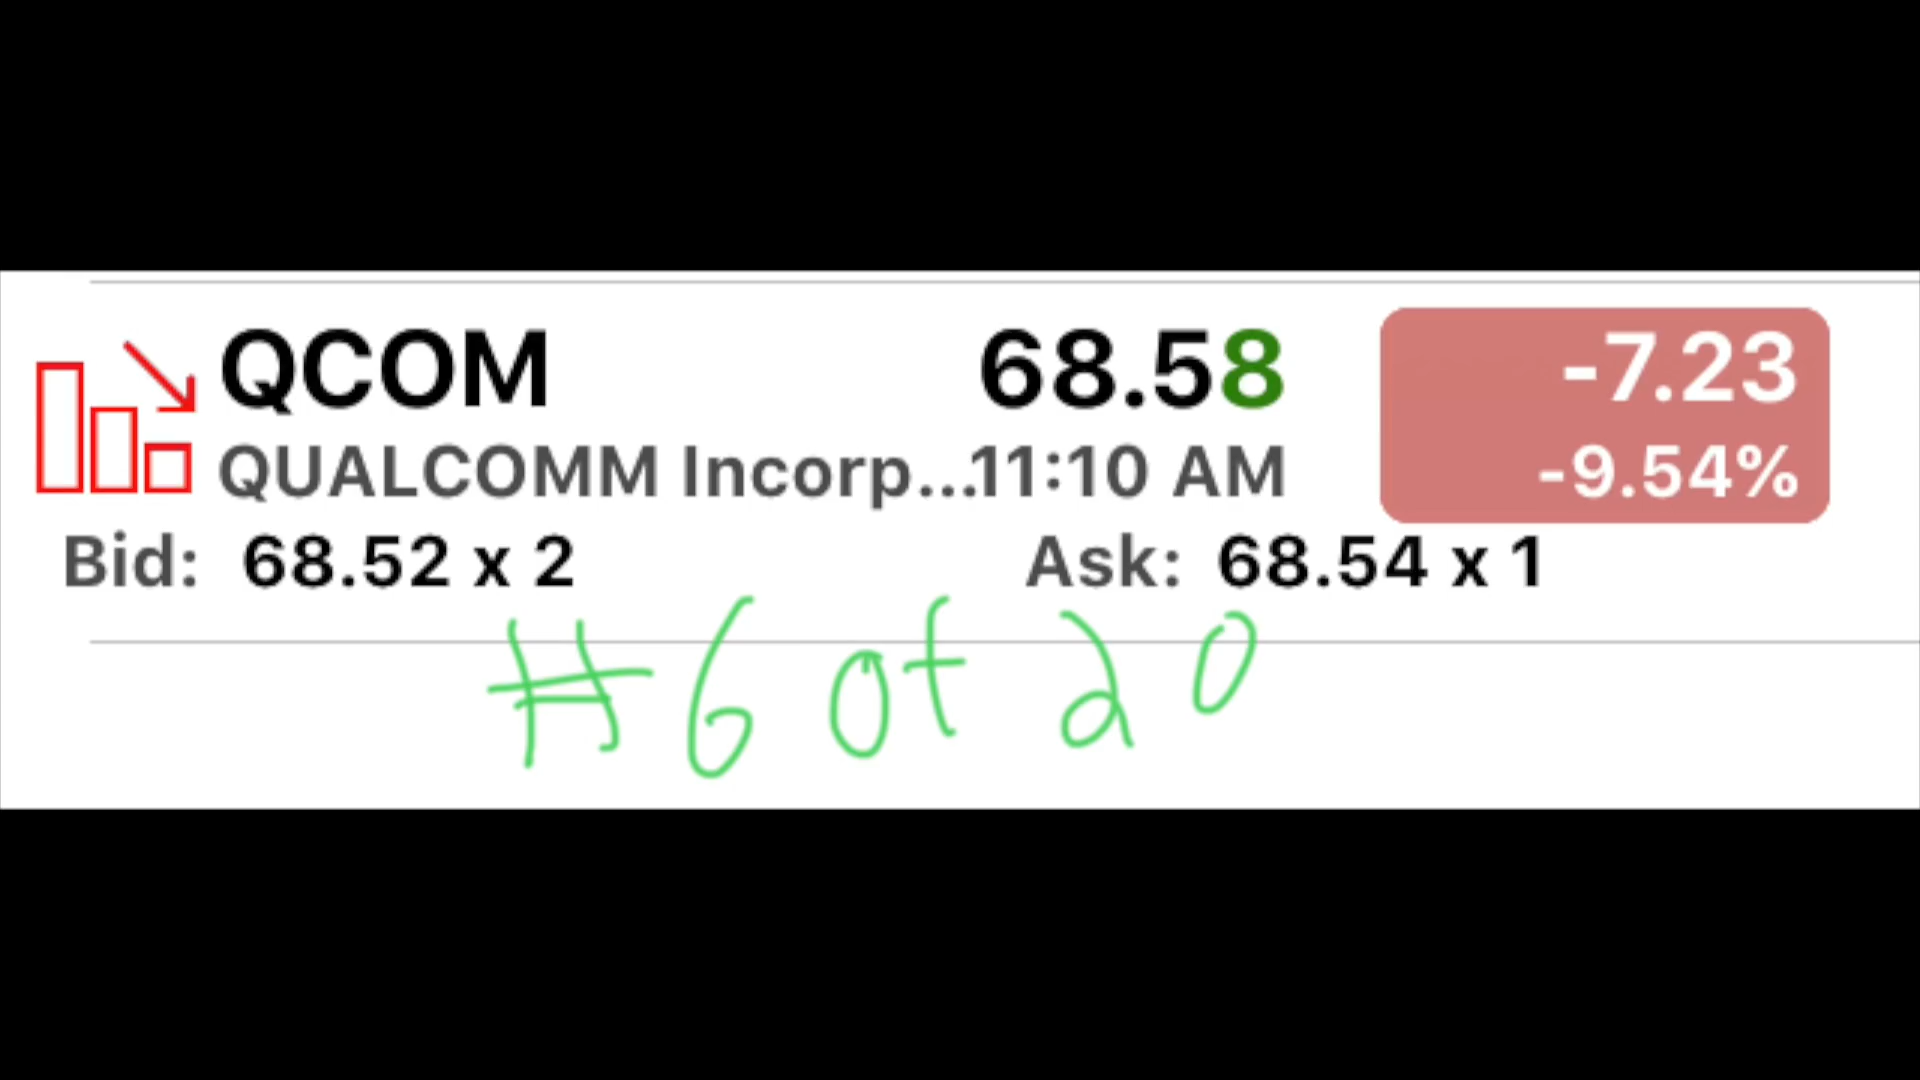 QCOM 68.58 -7.23
QUALCOMM Incorp...11:10 AM -9.54%
Bid: 68.52 x 2 Ask: 68.54 x 1
#6 of 20